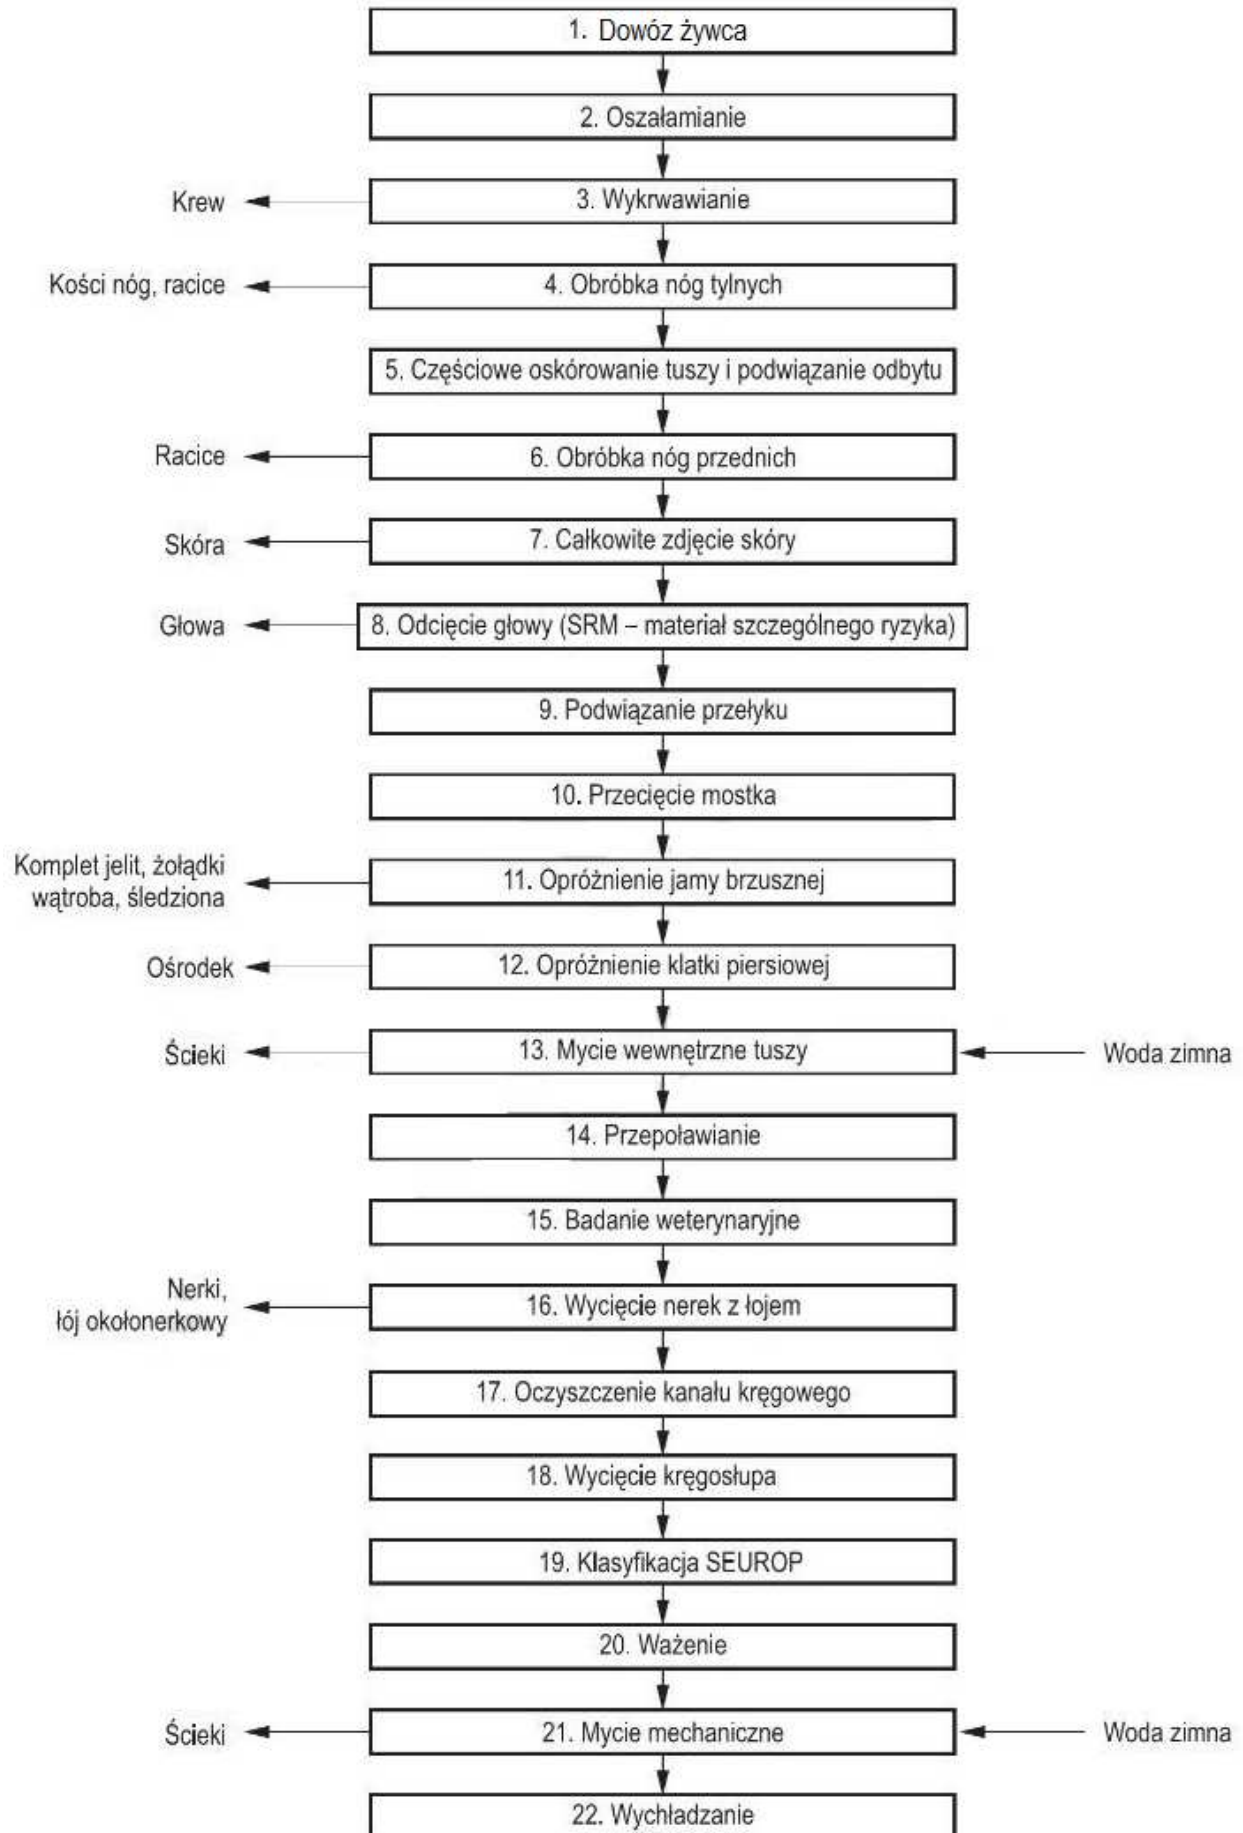 1. Dowóz żywca
2. Oszałamianie
Krew
3. Wykrwawianie
Kości nóg, racice
4. Obróbka nóg tylnych
5. Częściowe oskórowanie tuszy i podwiązanie odbytu
Racice
6. Obróbka nóg przednich
Skóra
7. Całkowite zdjęcie skóry
Głowa
8. Odcięcie głowy (SRM – materiał szczególnego ryzyka)
9. Podwiązanie przełyku
10. Przecięcie mostka
Komplet jelit, żołądki
wątroba, śledziona
11. Opróżnienie jamy brzusznej
Ośrodek
12. Opróżnienie klatki piersiowej
Ścieki
13. Mycie wewnętrzne tuszy
Woda zimna
14. Przepoławianie
15. Badanie weterynaryjne
Nerki,
łój okołonerkowy
16. Wycięcie nerek z łojem
17. Oczyszczenie kanału kręgowego
18. Wycięcie kręgosłupa
19. Klasyfikacja SEUROP
20. Ważenie
Ścieki
21. Mycie mechaniczne
Woda zimna
22. Wychładzanie